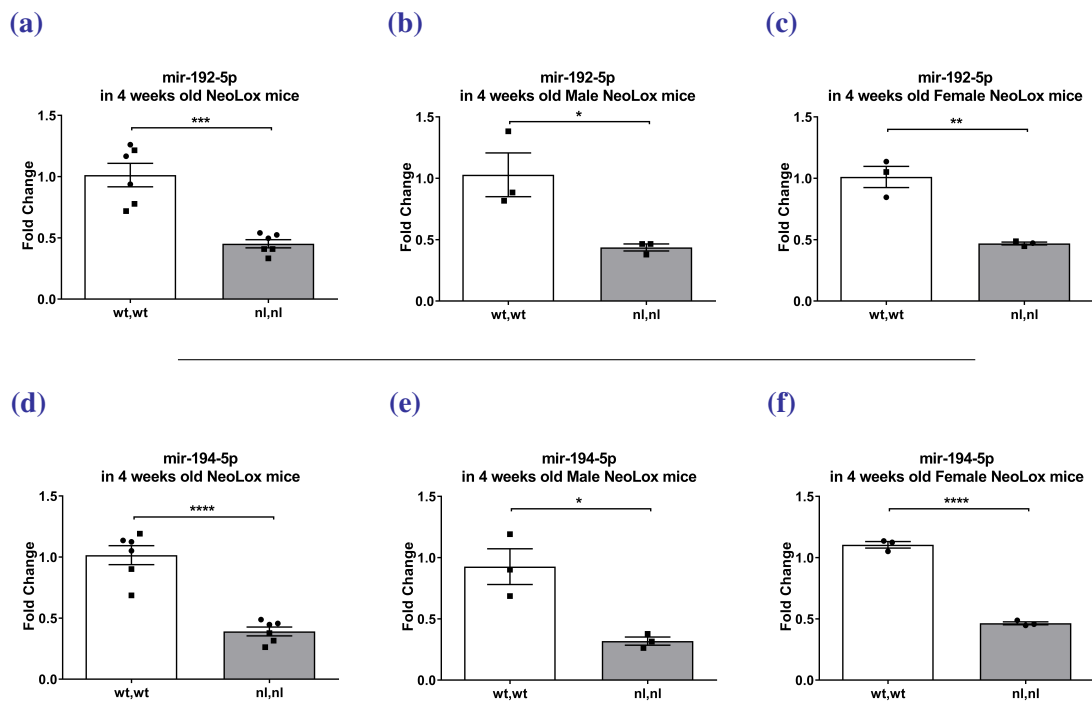 (a)
mir-192-5p
in 4 weeks old NeoLox mice
***
Fold Change
1.5
1.0
0.5
0.0
wt,wt nl,nl
(b)
mir-192-5p
in 4 weeks old Male NeoLox mice
*
Fold Change
1.5
1.0
0.5
0.0
wt,wt nl,nl
(c)
mir-192-5p
in 4 weeks old Female NeoLox mice
**
Fold Change
1.5
1.0
0.5
0.0
wt,wt nl,nl
(d)
mir-194-5p
in 4 weeks old NeoLox mice
****
Fold Change
1.5
1.0
0.5
0.0
wt,wt nl,nl
(e)
mir-194-5p
in 4 weeks old Male NeoLox mice
*
Fold Change
1.5
1.0
0.5
0.0
wt,wt nl,nl
(f)
mir-194-5p
in 4 weeks old Female NeoLox mice
****
Fold Change
1.5
1.0
0.5
0.0
wt,wt nl,nl